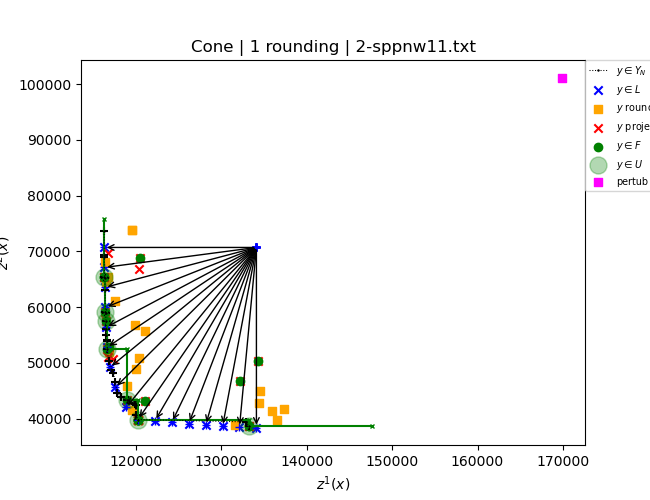 Cone | 1 rounding | 2-sppnw11.txt
100000
90000
80000
70000
60000
50000
40000
120000
130000
140000
150000
160000
170000
z¹(x)
z²(x)
y ∈ Y_N
y ∈ L
y roun
y proje
y ∈ F
y ∈ U
pertub